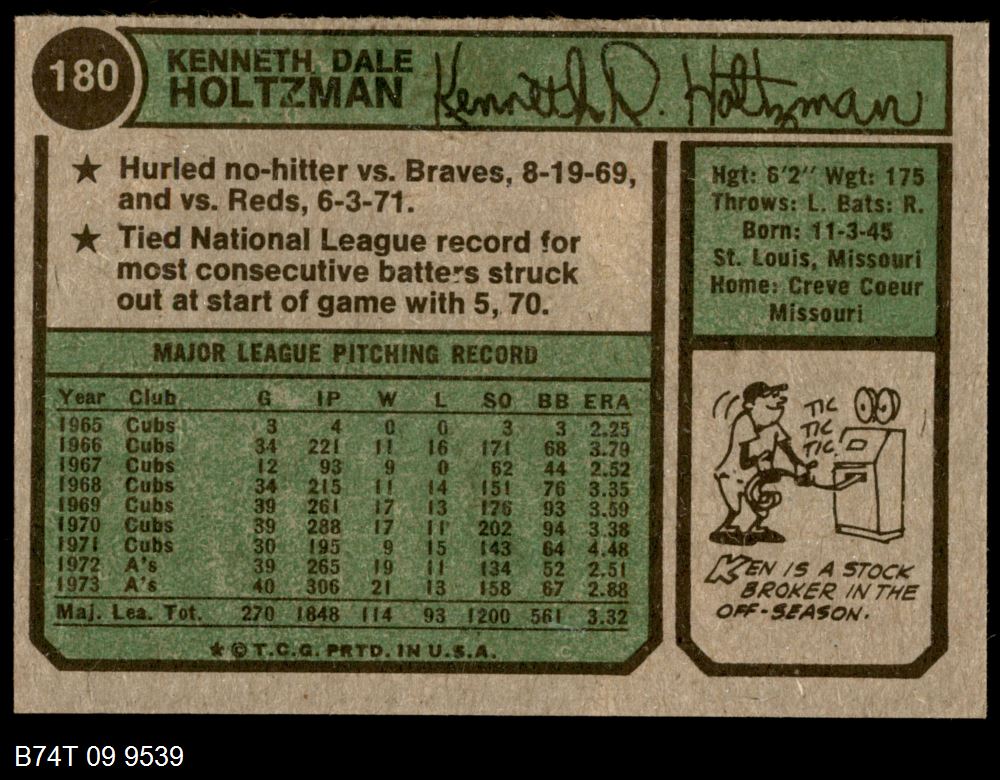 180
KENNETH DALE
HOLTZMAN
Kenneth D. Holtzman
★ Hurled no-hitter vs. Braves, 8-19-69,
and vs. Reds, 6-3-71.
★ Tied National League record for
most consecutive batters struck
out at start of game with 5, 70.
Hgt: 6'2" Wgt: 175
Throws: L. Bats: R.
Born: 11-3-45
St. Louis, Missouri
Home: Creve Coeur
Missouri
MAJOR LEAGUE PITCHING RECORD
Year Club G IP W L SO BB ERA
1965 Cubs 3 4 0 0 3 3 2.25
1966 Cubs 34 221 11 16 171 68 3.79
1967 Cubs 12 93 9 0 62 44 2.52
1968 Cubs 34 215 11 14 151 76 3.35
1969 Cubs 39 261 17 13 176 93 3.59
1970 Cubs 39 288 17 11 202 94 3.38
1971 Cubs 30 195 9 15 143 64 4.48
1972 A's 39 265 19 11 134 52 2.51
1973 A's 40 306 21 13 158 67 2.88
Maj. Lea. Tot. 270 1848 114 93 1200 561 3.32
★ © T.C.G. PRTD. IN U.S.A.
TIC
TIC
TIC
KEN IS A STOCK
BROKER IN THE
OFF-SEASON.
B74T 09 9539